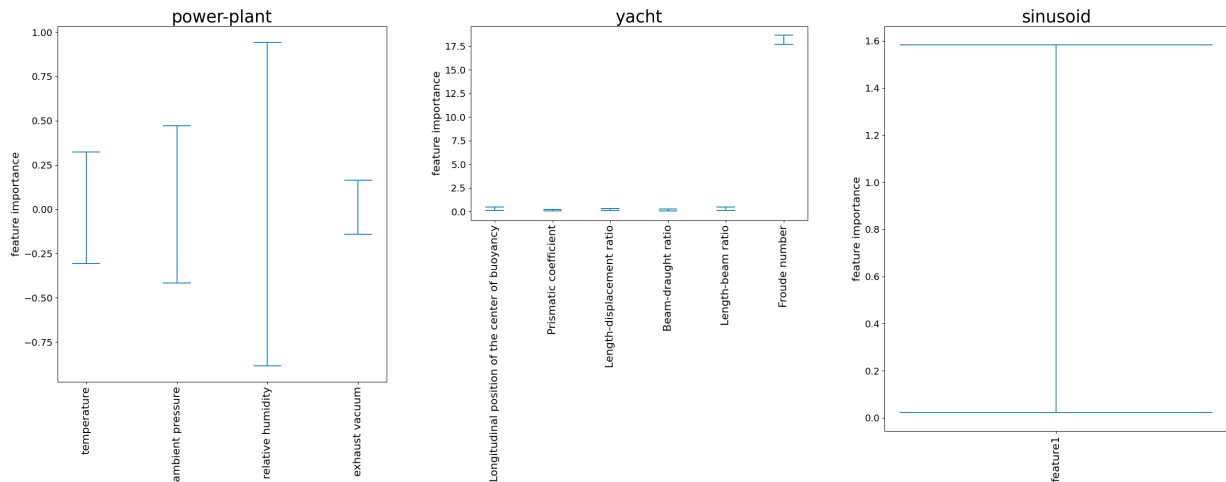 power-plant
feature importance
1.00
0.75
0.50
0.25
0.00
−0.25
−0.50
−0.75
temperature
ambient pressure
relative humidity
exhaust vacuum
yacht
feature importance
17.5
15.0
12.5
10.0
7.5
5.0
2.5
0.0
Longitudinal position of the center of buoyancy
Prismatic coefficient
Length-displacement ratio
Beam-draught ratio
Length-beam ratio
Froude number
sinusoid
feature importance
1.6
1.4
1.2
1.0
0.8
0.6
0.4
0.2
0.0
feature1